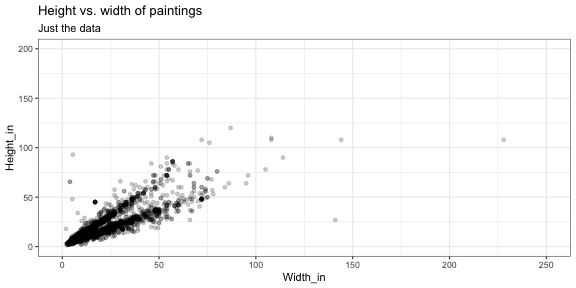 Height vs. width of paintings
Just the data
200
150
100
50
0
Height_in
0 50 100 150 200 250
Width_in